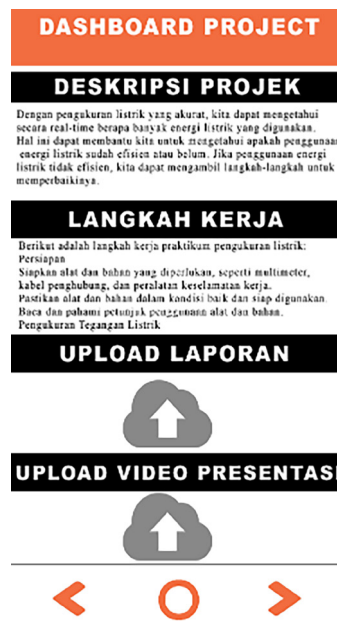 DASHBOARD PROJECT
DESKRIPSI PROJEK
Dengan pengukuran listrik yang akurat, kita dapat mengetahui
secara real-time berapa banyak energi listrik yang digunakan.
Hal ini dapat membantu kita untuk mengetahui apakah penggunaan
energi listrik sudah efisien atau belum. Jika penggunaan energi
listrik tidak efisien, kita dapat mengambil langkah-langkah untuk
memperbaikinya.
LANGKAH KERJA
Berikut adalah langkah kerja praktikum pengukuran listrik:
Persiapan
Siapkan alat dan bahan yang diperlukan, seperti multimeter,
kabel penghubung, dan peralatan keselamatan kerja.
Pastikan alat dan bahan dalam kondisi baik dan siap digunakan.
Baca dan pahami petunjuk penggunaan alat dan bahan.
Pengukuran Tegangan Listrik
UPLOAD LAPORAN
UPLOAD VIDEO PRESENTASI